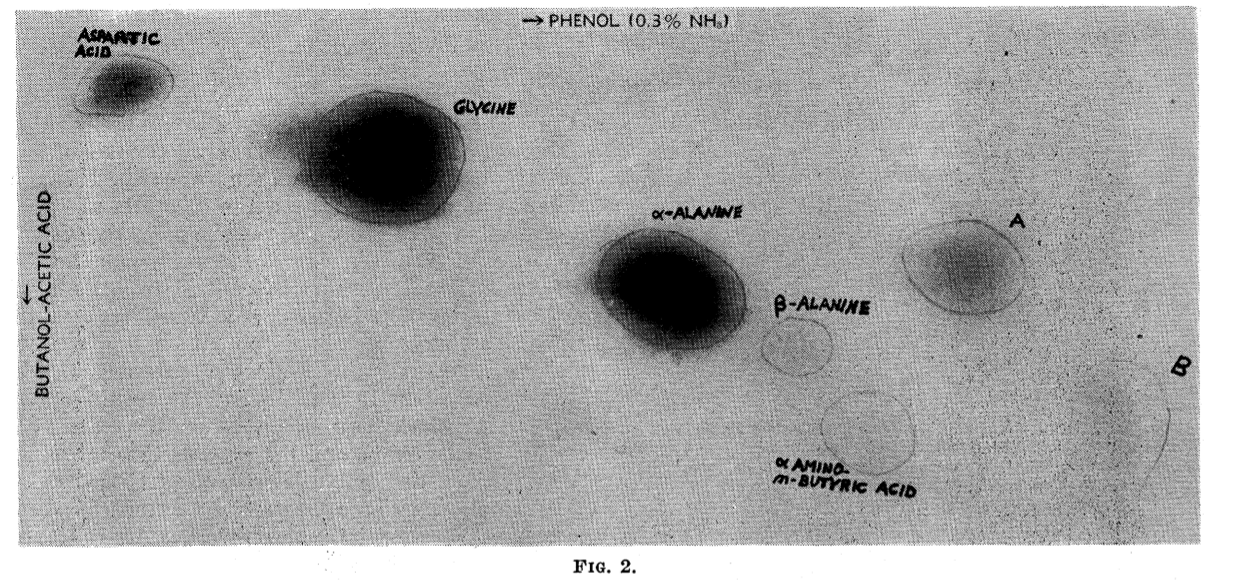 → PHENOL (0.3% NH₃)
ASPARTIC
ACID
GLYCINE
α-ALANINE
A
β-ALANINE
B
α AMINO-
n-BUTYRIC ACID
← BUTANOL-ACETIC ACID
FIG. 2.